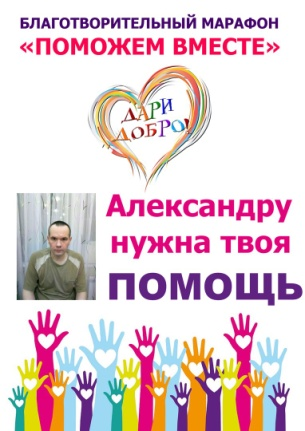 БЛАГОТВОРИТЕЛЬНЫЙ МАРАФОН
«ПОМОЖЕМ ВМЕСТЕ»
ДАРИ
ДОБРО!
Александру
нужна твоя
ПОМОЩЬ